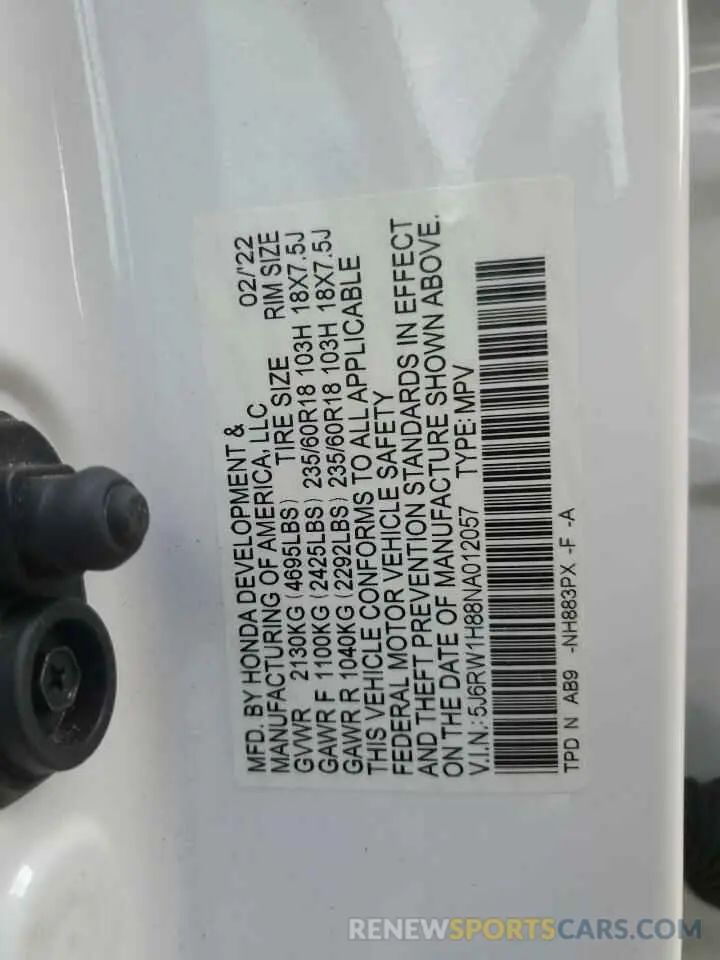 MFD. BY HONDA DEVELOPMENT &
MANUFACTURING OF AMERICA, LLC 02/'22
GVWR 2130KG (4695LBS) TIRE SIZE RIM SIZE
GAWR F 1100KG (2425LBS) 235/60R18 103H 18X7.5J
GAWR R 1040KG (2292LBS) 235/60R18 103H 18X7.5J
THIS VEHICLE CONFORMS TO ALL APPLICABLE
FEDERAL MOTOR VEHICLE SAFETY
AND THEFT PREVENTION STANDARDS IN EFFECT
ON THE DATE OF MANUFACTURE SHOWN ABOVE.
V.I.N.: 5J6RW1H88NA012057 TYPE: MPV
TPD N AB9 -NH883PX -F -A
RENEWSPORTSCARS.COM